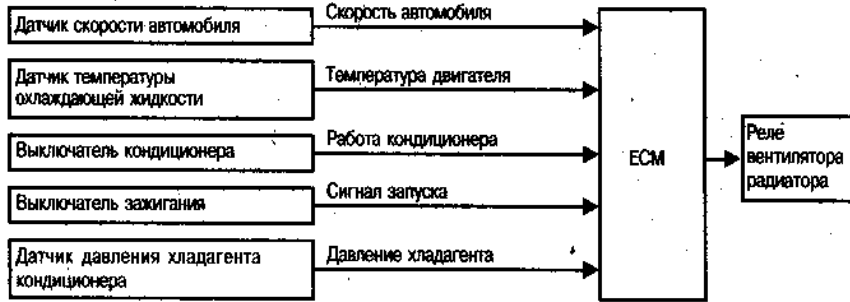 Датчик скорости автомобиля
Скорость автомобиля
Датчик температуры
охлаждающей жидкости
Температура двигателя
Выключатель кондиционера
Работа кондиционера
Выключатель зажигания
Сигнал запуска
Датчик давления хладагента
кондиционера
Давление хладагента
ECM
Реле
вентилятора
радиатора